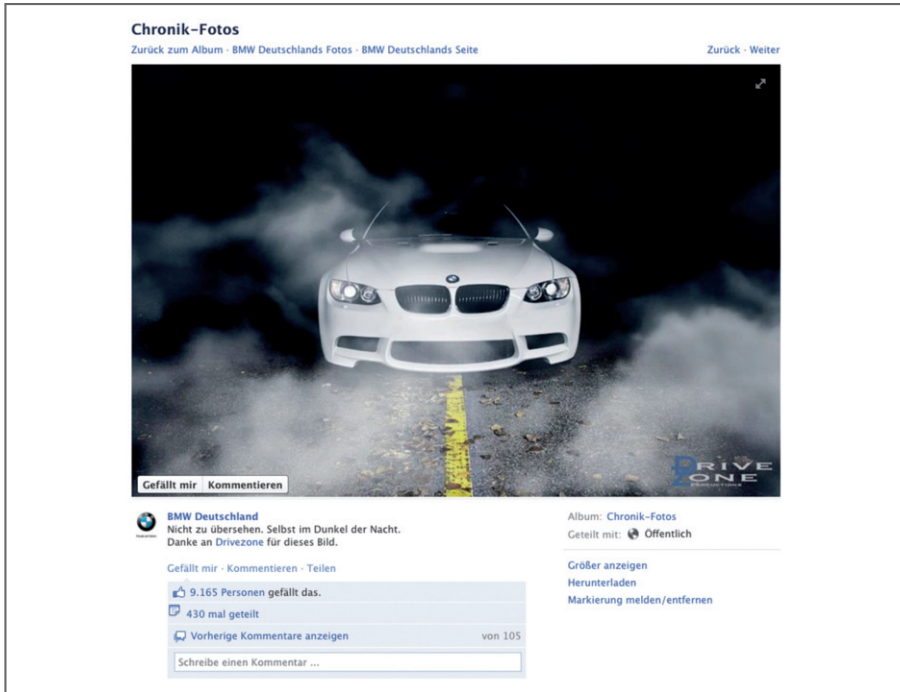 Chronik-Fotos
Zurück zum Album · BMW Deutschlands Fotos · BMW Deutschlands Seite
Zurück · Weiter
DRIVE
ZONE
PRODUCTIONS
Gefällt mir Kommentieren
BMW Deutschland
Nicht zu übersehen. Selbst im Dunkel der Nacht.
Danke an Drivezone für dieses Bild.
Gefällt mir · Kommentieren · Teilen
9.165 Personen gefällt das.
430 mal geteilt
Vorherige Kommentare anzeigen von 105
Schreibe einen Kommentar ...
Album: Chronik-Fotos
Geteilt mit: Öffentlich
Größer anzeigen
Herunterladen
Markierung melden/entfernen